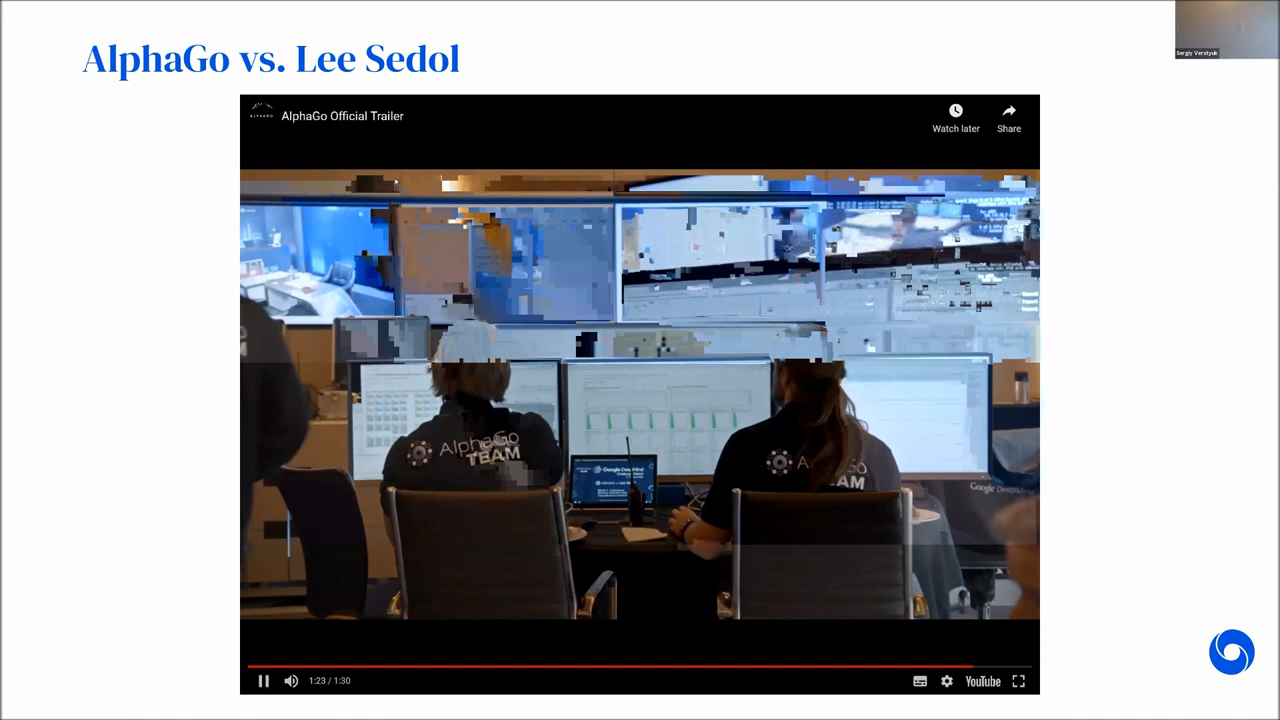 AlphaGo vs. Lee Sedol
Sergiy Verstyuk
ALPHAGO
AlphaGo Official Trailer
Watch later
Share
AlphaGo
TEAM
Google DeepMind
1:23 / 1:30
YouTube